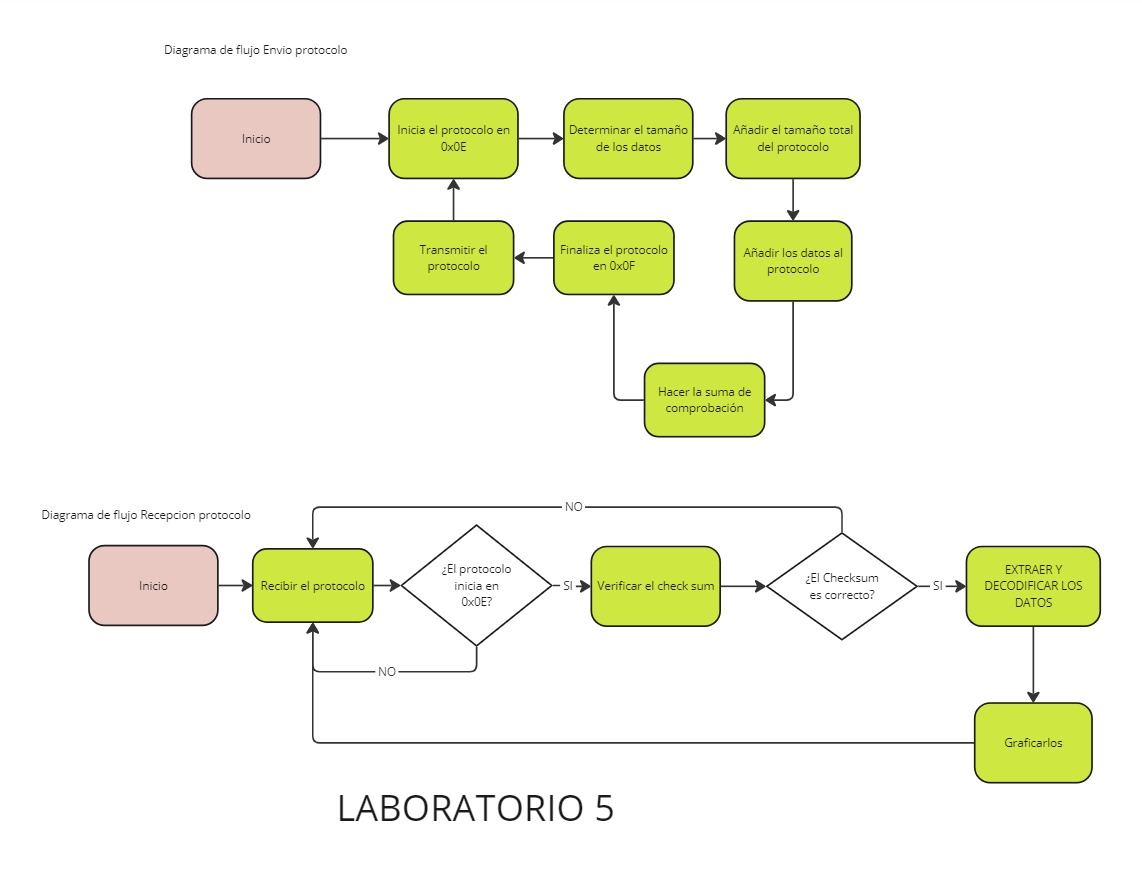 Diagrama de flujo Envio protocolo
Inicio
Inicia el protocolo en
0x0E
Determinar el tamaño
de los datos
Añadir el tamaño total
del protocolo
Transmitir el
protocolo
Finaliza el protocolo
en 0x0F
Añadir los datos al
protocolo
Hacer la suma de
comprobación
Diagrama de flujo Recepcion protocolo
NO
Inicio
Recibir el protocolo
¿El protocolo
inicia en
0x0E?
SI
Verificar el check sum
¿El Checksum
es correcto?
SI
EXTRAER Y
DECODIFICAR LOS
DATOS
NO
Graficarlos
LABORATORIO 5